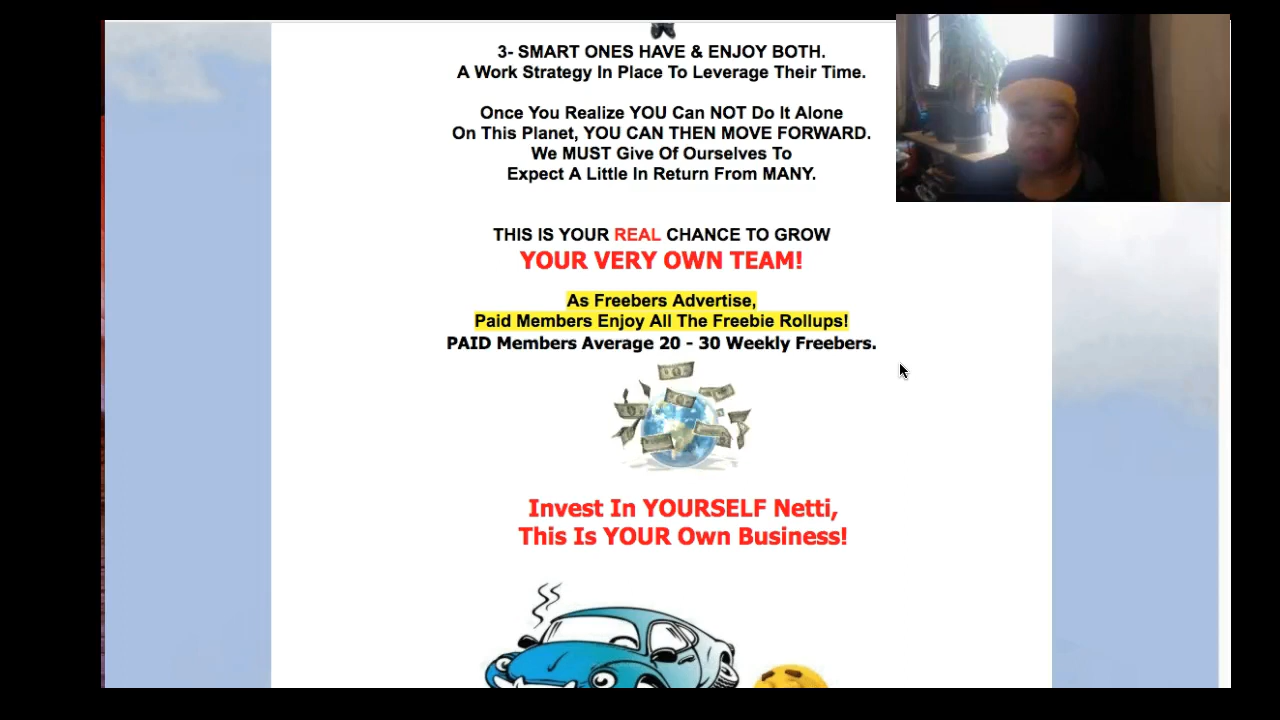 3- SMART ONES HAVE & ENJOY BOTH.
A Work Strategy In Place To Leverage Their Time.
Once You Realize YOU Can NOT Do It Alone
On This Planet, YOU CAN THEN MOVE FORWARD.
We MUST Give Of Ourselves To
Expect A Little In Return From MANY.
THIS IS YOUR REAL CHANCE TO GROW
YOUR VERY OWN TEAM!
As Freebers Advertise,
Paid Members Enjoy All The Freebie Rollups!
PAID Members Average 20 - 30 Weekly Freebers.
Invest In YOURSELF Netti,
This Is YOUR Own Business!